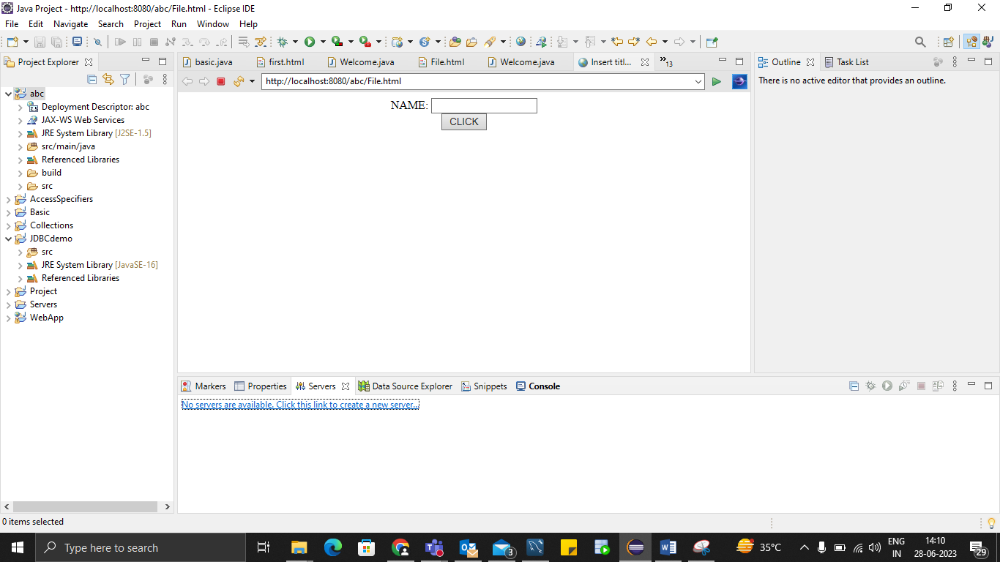 Java Project - http://localhost:8080/abc/File.html - Eclipse IDE
File Edit Navigate Search Project Run Window Help
Project Explorer
abc
2.5 Deployment Descriptor: abc
JAX-WS Web Services
JRE System Library [J2SE-1.5]
src/main/java
Referenced Libraries
build
src
AccessSpecifiers
Basic
Collections
JDBCdemo
src
JRE System Library [JavaSE-16]
Referenced Libraries
Project
Servers
WebApp
basic.java first.html Welcome.java File.html Welcome.java Insert titl... »13
http://localhost:8080/abc/File.html
NAME:
CLICK
Outline Task List
There is no active editor that provides an outline.
Markers Properties Servers Data Source Explorer Snippets Console
No servers are available. Click this link to create a new server...
0 items selected
Type here to search
3
35°C
ENG
IN
14:10
28-06-2023
29